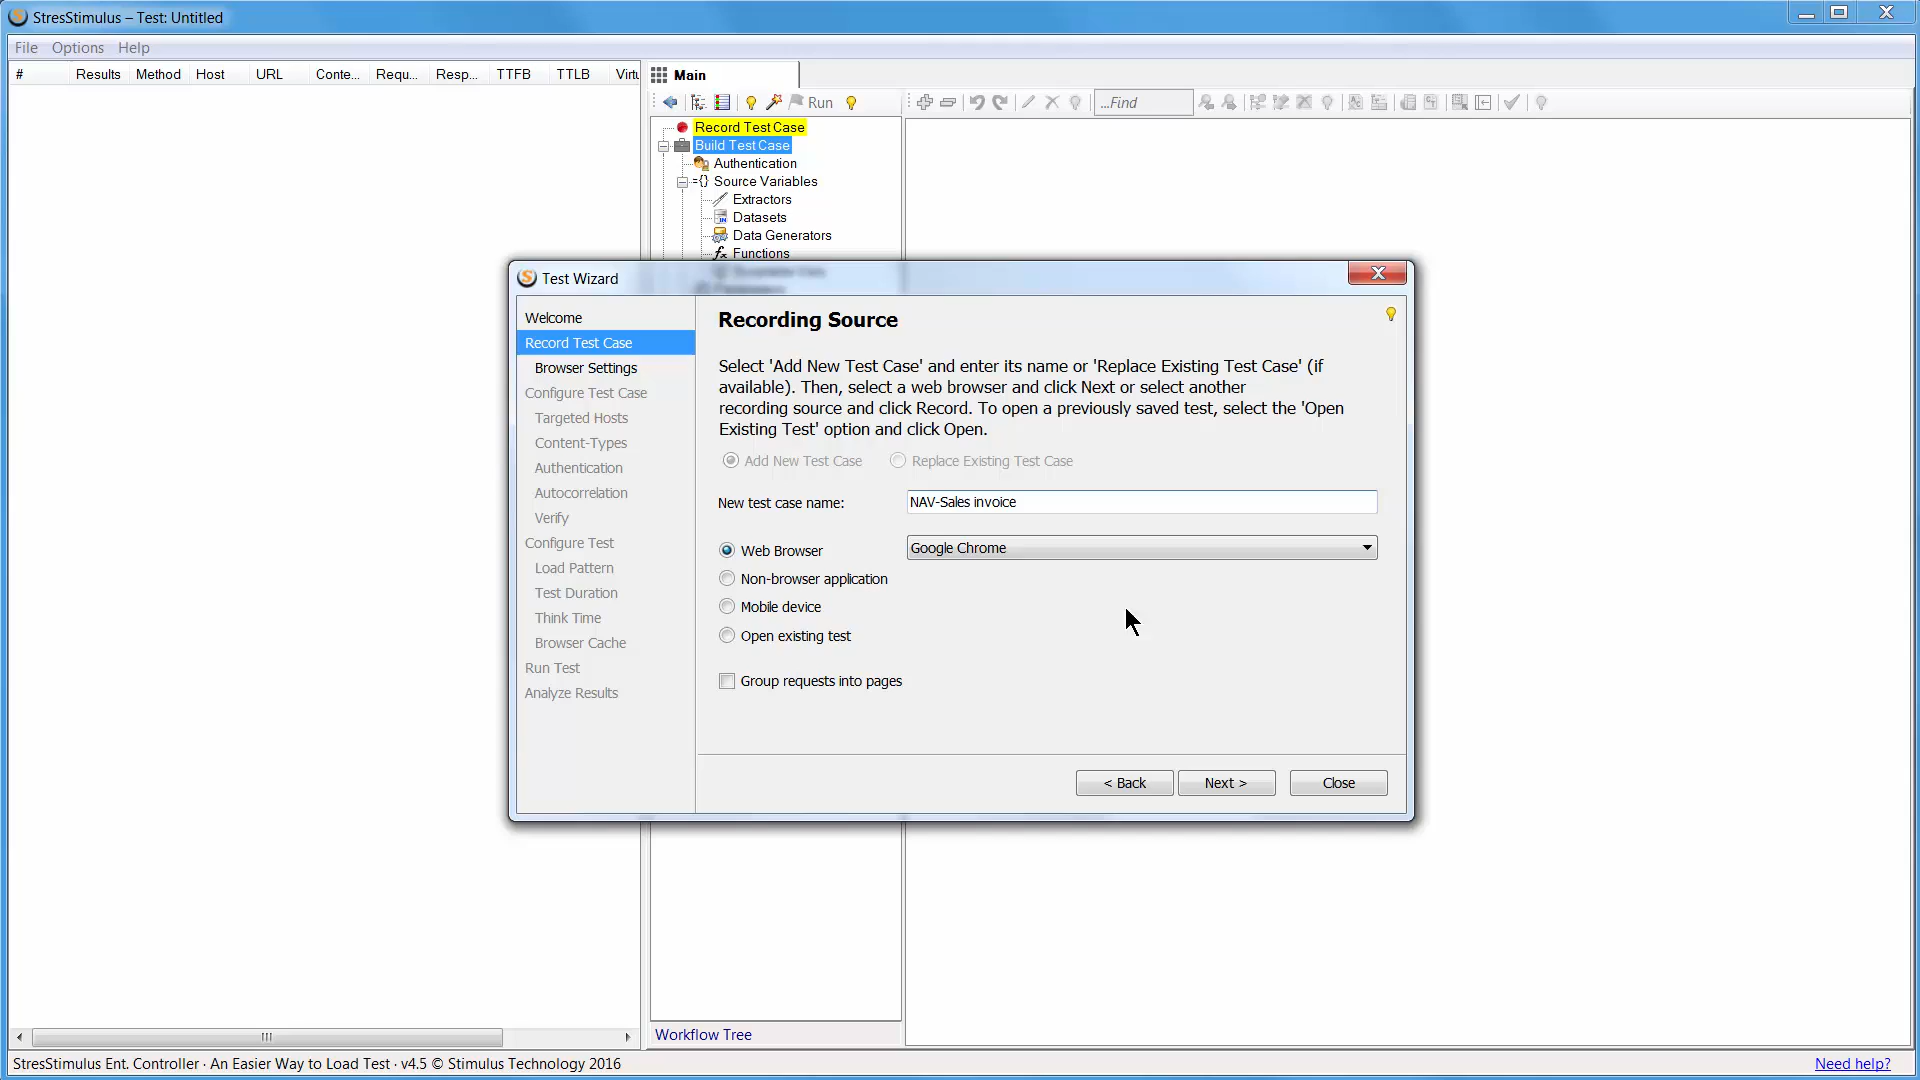 StresStimulus – Test: Untitled
File Options Help
# Results Method Host URL Conte... Requ... Resp... TTFB TTLB Virtu
Main
Run
...Find
Record Test Case
Build Test Case
Authentication
Source Variables
Extractors
Datasets
Data Generators
Functions
Test Wizard
Welcome
Record Test Case
Browser Settings
Configure Test Case
Targeted Hosts
Content-Types
Authentication
Autocorrelation
Verify
Configure Test
Load Pattern
Test Duration
Think Time
Browser Cache
Run Test
Analyze Results
Recording Source
Select 'Add New Test Case' and enter its name or 'Replace Existing Test Case' (if
available). Then, select a web browser and click Next or select another
recording source and click Record. To open a previously saved test, select the 'Open
Existing Test' option and click Open.
Add New Test Case Replace Existing Test Case
New test case name: NAV-Sales invoice
Web Browser Google Chrome
Non-browser application
Mobile device
Open existing test
Group requests into pages
< Back Next > Close
Workflow Tree
StresStimulus Ent. Controller · An Easier Way to Load Test · v4.5 © Stimulus Technology 2016
Need help?